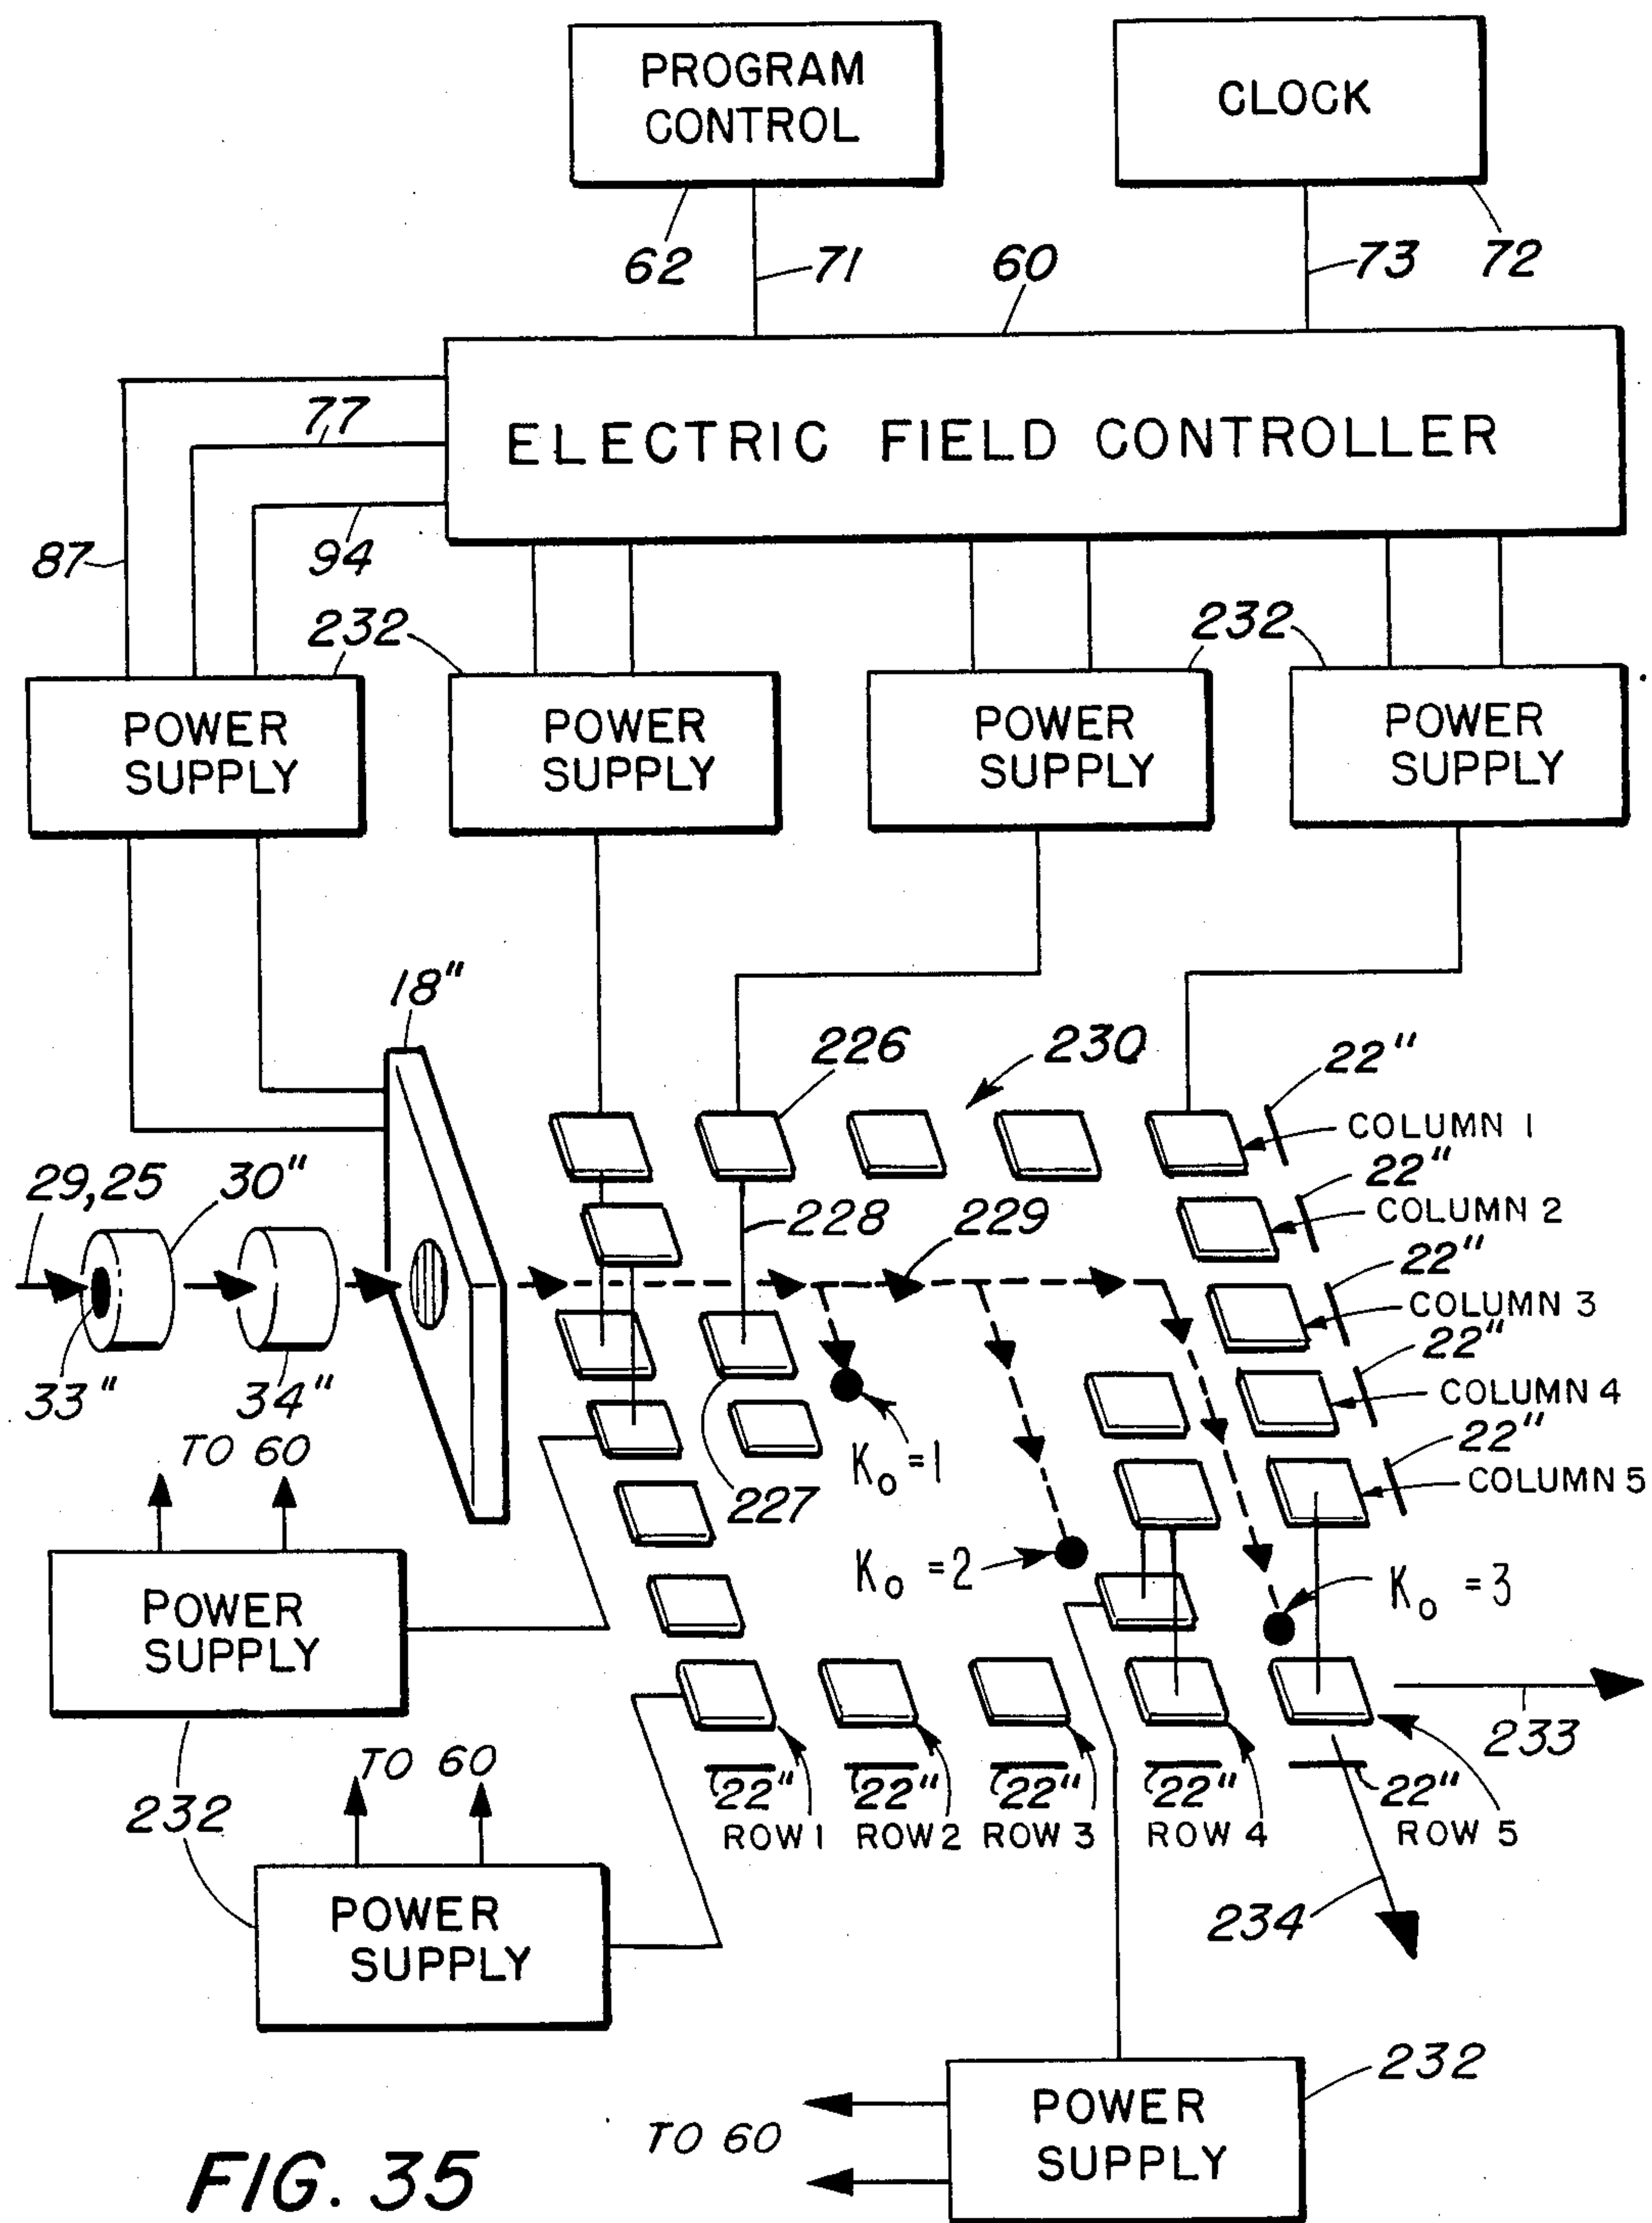 PROGRAM
CONTROL
CLOCK
62
71
60
73
72
ELECTRIC FIELD CONTROLLER
77
87
94
232
232
POWER
SUPPLY
POWER
SUPPLY
POWER
SUPPLY
POWER
SUPPLY
18"
226
230
22"
COLUMN 1
29,25
30"
22"
COLUMN 2
228
229
22"
COLUMN 3
33"
34"
22"
COLUMN 4
TO 60
K₀ = 1
22"
COLUMN 5
227
K₀ = 2
K₀ = 3
POWER
SUPPLY
233
TO 60
22"
22"
22"
22"
22"
232
ROW 1
ROW 2
ROW 3
ROW 4
ROW 5
POWER
SUPPLY
234
232
TO 60
POWER
SUPPLY
FIG. 35